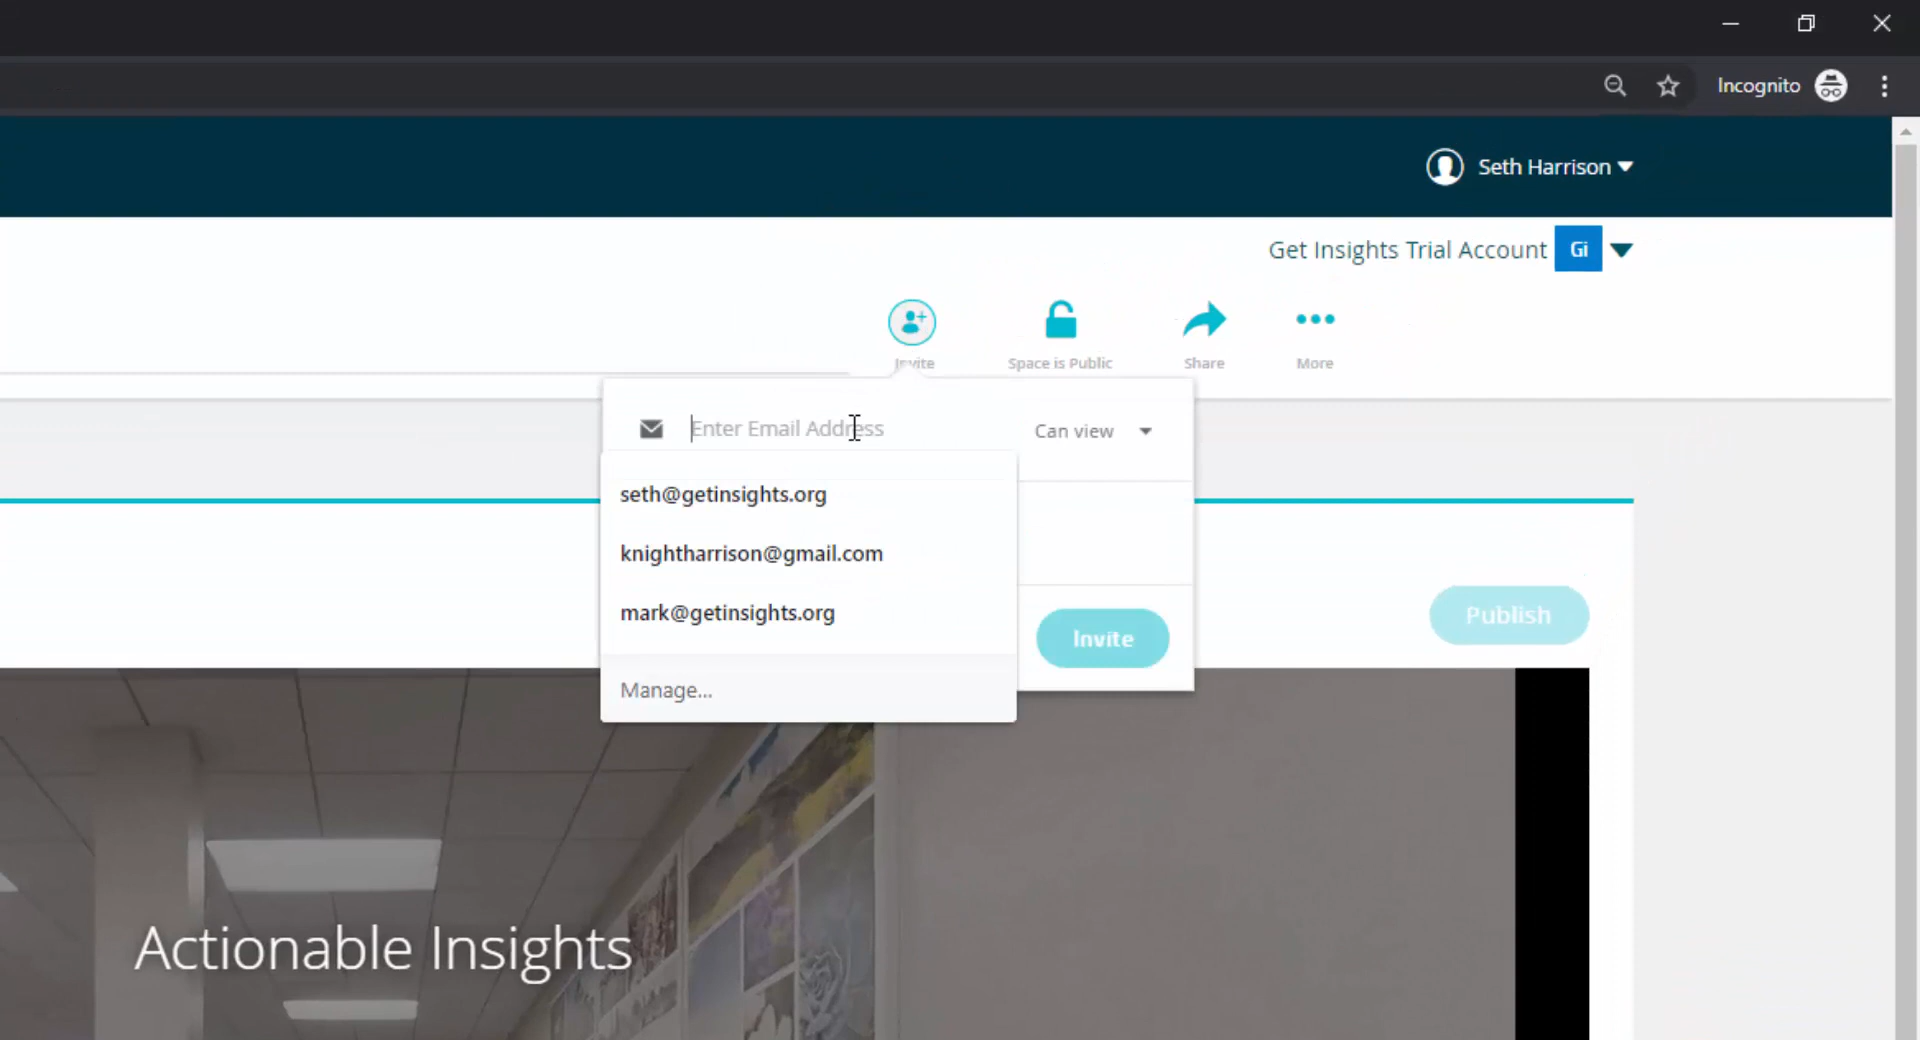 Incognito
Seth Harrison
Get Insights Trial Account Gi
Invite Space is Public Share More
Enter Email Address Can view
seth@getinsights.org
knightharrison@gmail.com
mark@getinsights.org
Manage...
Invite
Publish
Actionable Insights